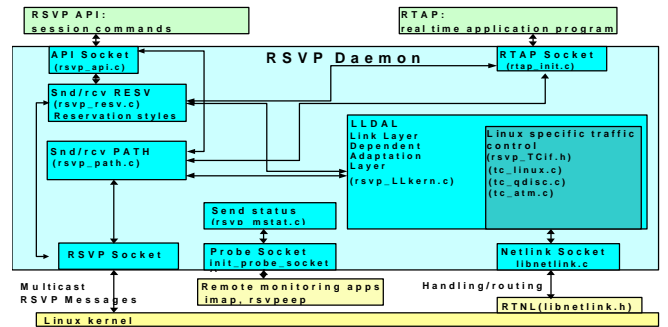 RSVP API:
session commands
RTAP:
real time application program
RSVP Daemon
API Socket
(rsvp_api.c)
RTAP Socket
(rtap_init.c)
Snd/rcv RESV
(rsvp_resv.c)
Reservation styles
LLDAL
Link Layer
Dependent
Adaptation
Layer
(rsvp_LLkern.c)
Linux specific traffic
control
(rsvp_TCif.h)
(tc_linux.c)
(tc_qdisc.c)
(tc_atm.c)
Snd/rcv PATH
(rsvp_path.c)
Send status
(rsvp_mstat.c)
RSVP Socket
Probe Socket
init_probe_socket
Netlink Socket
libnetlink.c
Multicast
RSVP Messages
Remote monitoring apps
imap, rsvpeep
Handling/routing
RTNL(libnetlink.h)
Linux kernel